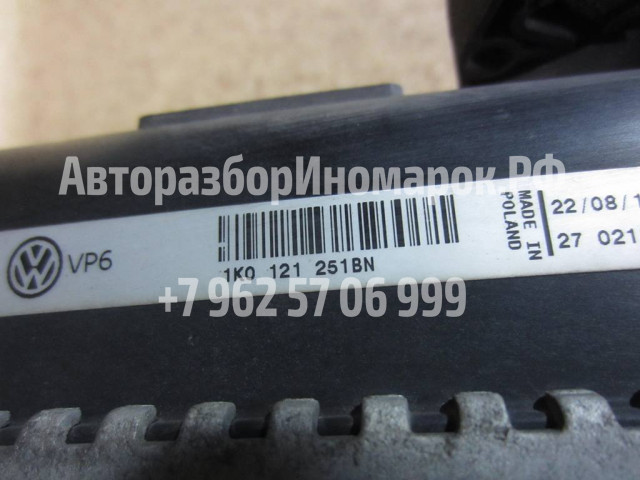 АвторазборИномарок.РФ
VW VP6
1K0 121 251BN
MADE IN
POLAND
22/08/1
27 021
+7 962 57 06 999